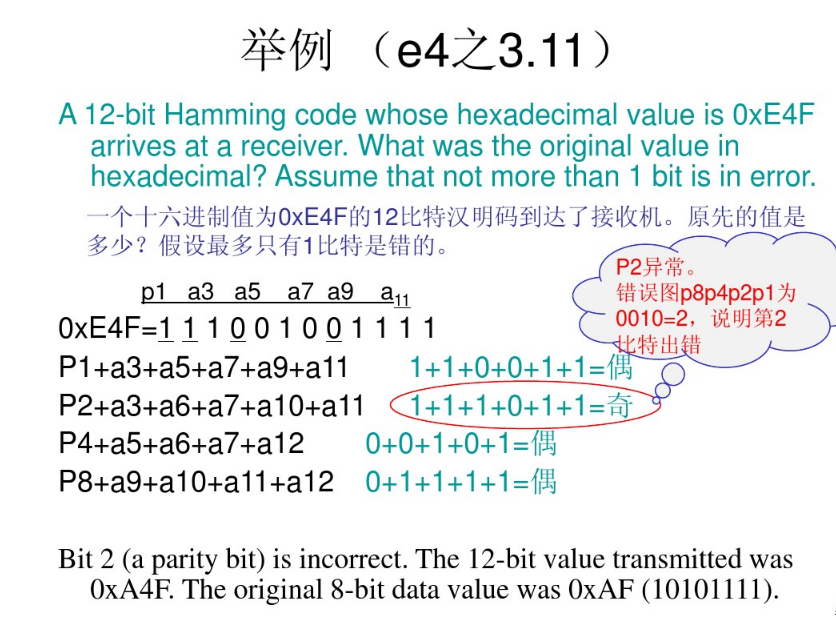 举例 （e4之3.11）
A 12-bit Hamming code whose hexadecimal value is 0xE4F
arrives at a receiver. What was the original value in
hexadecimal? Assume that not more than 1 bit is in error.
一个十六进制值为0xE4F的12比特汉明码到达了接收机。原先的值是
多少？假设最多只有1比特是错的。
P2异常。
错误图p8p4p2p1为
0010=2，说明第2
比特出错
p1 a3 a5 a7 a9 a11
0xE4F=1 1 1 0 0 1 0 0 1 1 1 1
P1+a3+a5+a7+a9+a11 1+1+0+0+1+1=偶
P2+a3+a6+a7+a10+a11 1+1+1+0+1+1=奇
P4+a5+a6+a7+a12 0+0+1+0+1=偶
P8+a9+a10+a11+a12 0+1+1+1+1=偶
Bit 2 (a parity bit) is incorrect. The 12-bit value transmitted was
0xA4F. The original 8-bit data value was 0xAF (10101111).